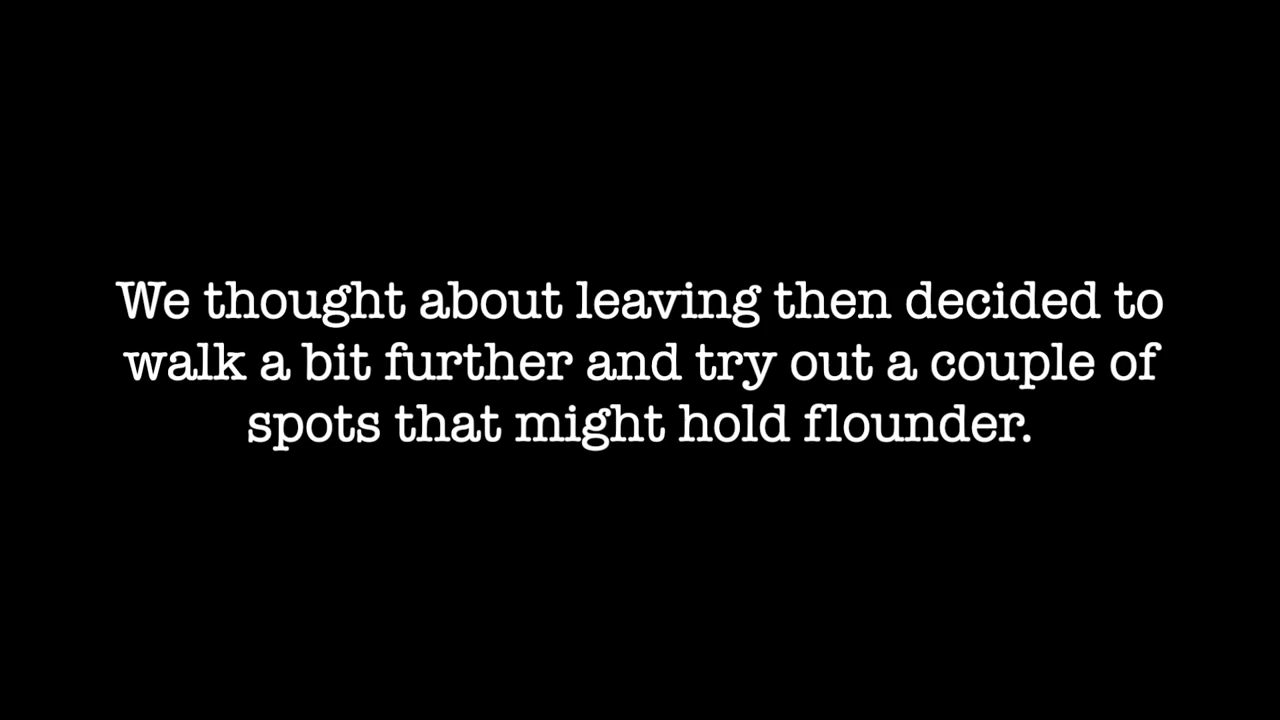 We thought about leaving then decided to
walk a bit further and try out a couple of
spots that might hold flounder.